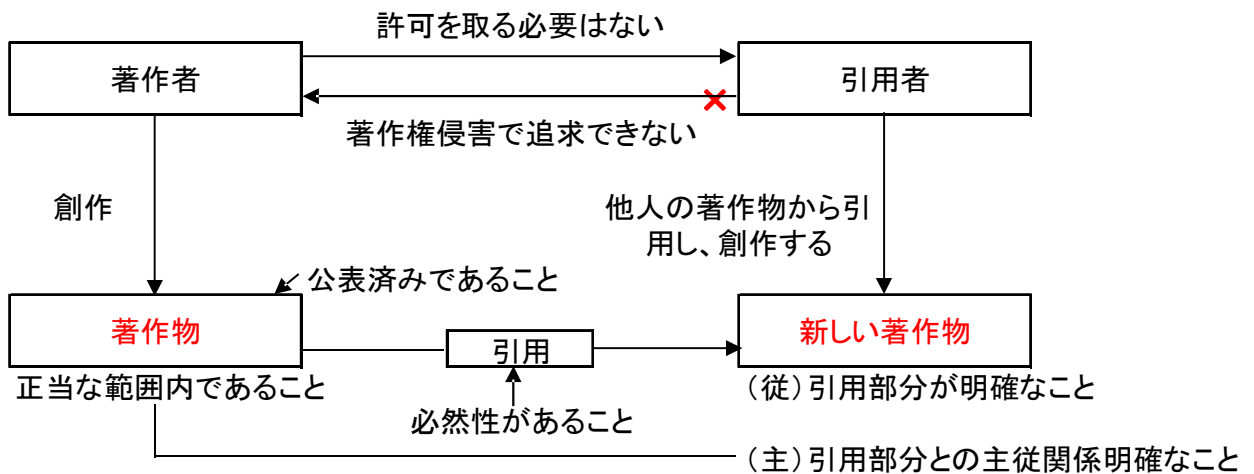 許可を取る必要はない
著作者
引用者
著作権侵害で追求できない
創作
他人の著作物から引
用し、創作する
公表済みであること
著作物
引用
新しい著作物
正当な範囲内であること
（従）引用部分が明確なこと
必然性があること
（主）引用部分との主従関係明確なこと